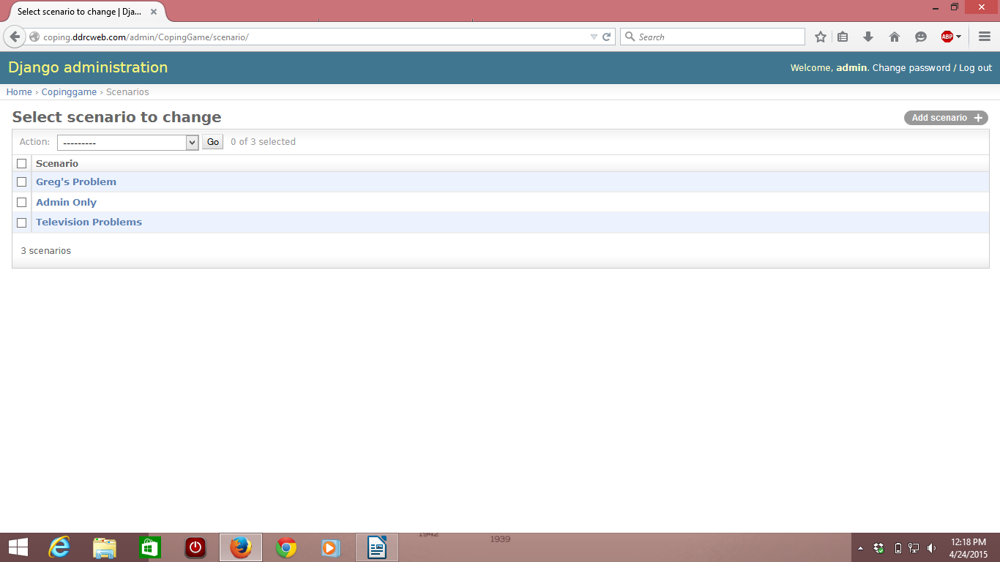 Select scenario to change | Dja...
coping.ddrcweb.com/admin/CopingGame/scenario/
Search
ABP
Django administration
Welcome, admin. Change password / Log out
Home › Copinggame › Scenarios
Select scenario to change
Add scenario +
Action: --------- Go 0 of 3 selected
Scenario
Greg's Problem
Admin Only
Television Problems
3 scenarios
1942
1939
12:18 PM
4/24/2015